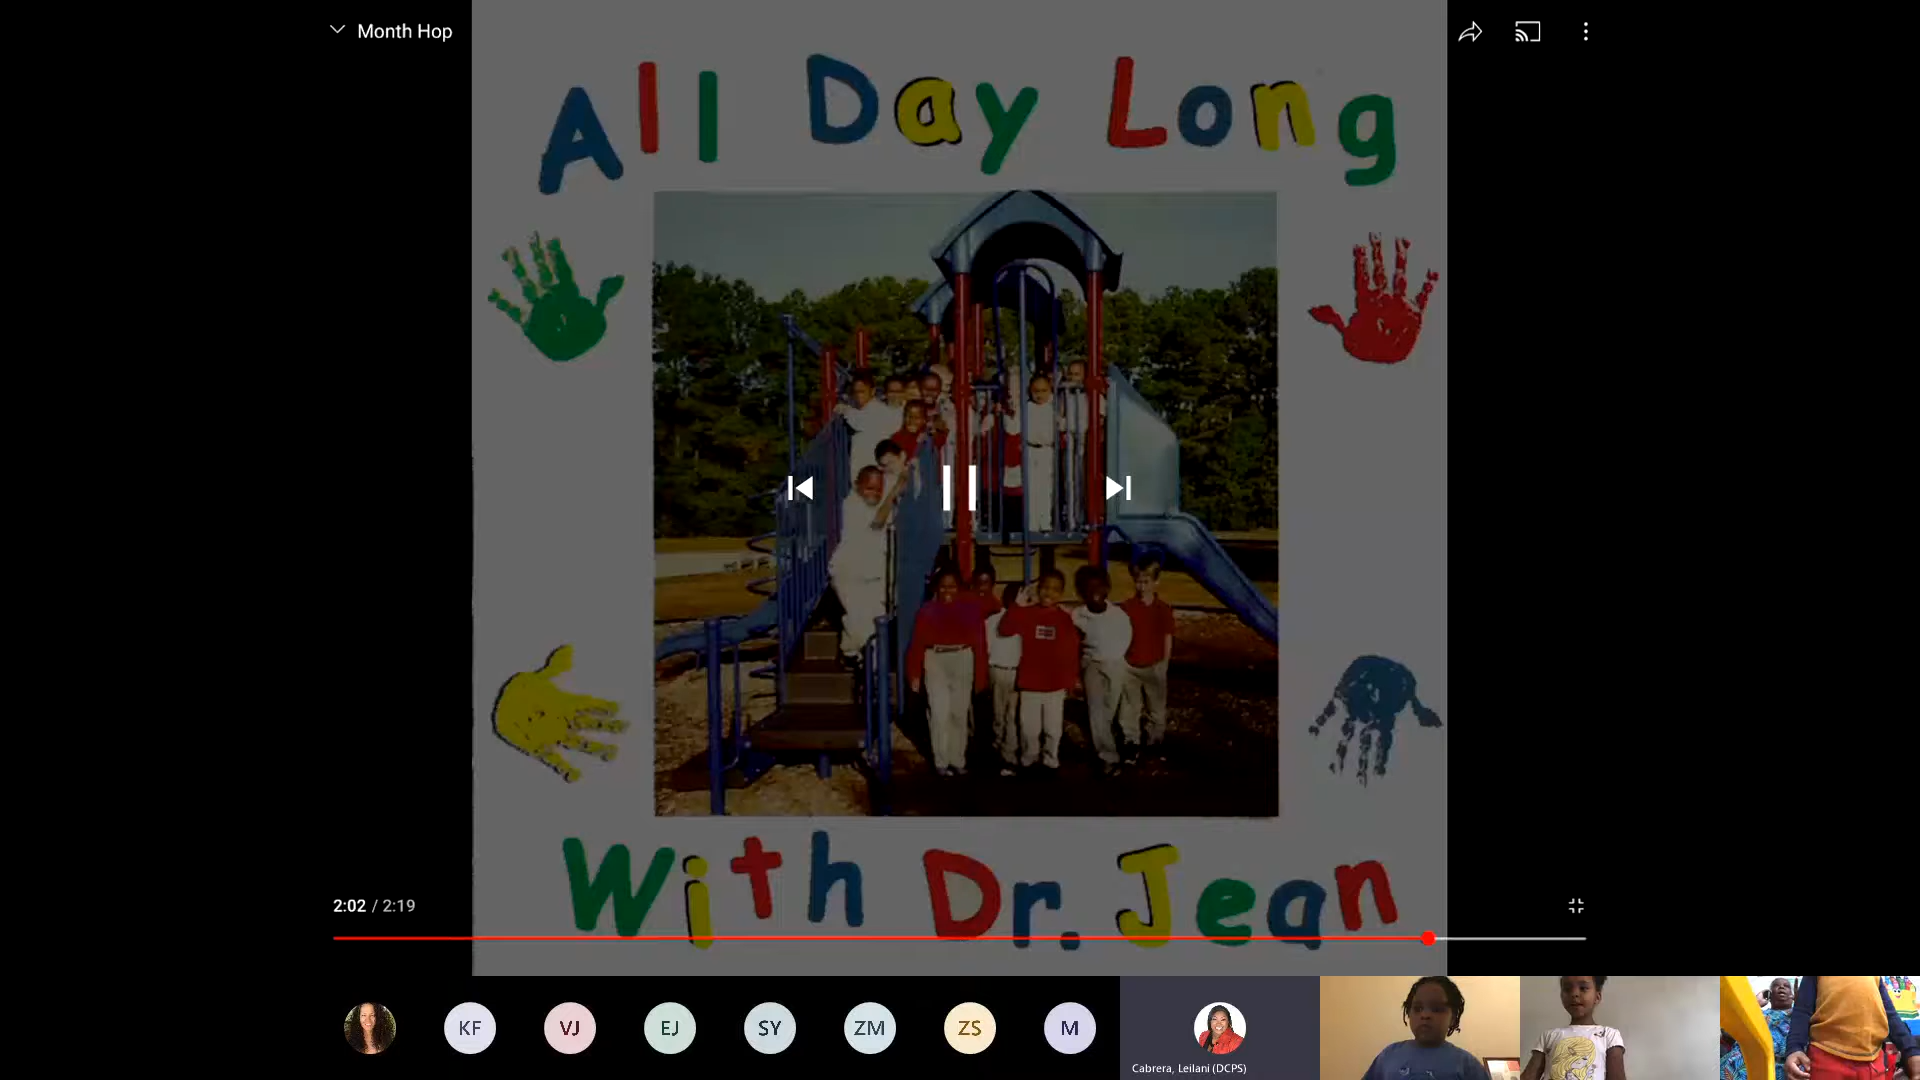 Month Hop
All Day Long
With Dr. Jean
2:02 / 2:19
KF
VJ
EJ
SY
ZM
ZS
M
Cabrera, Leilani (DCPS)